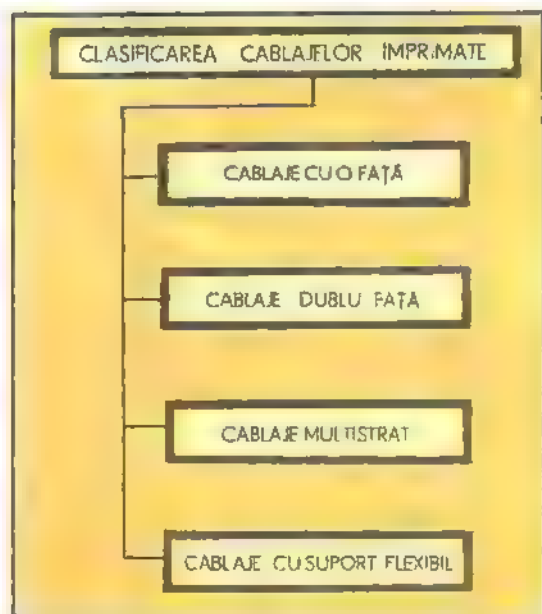 CLASIFICAREA CABLAJELOR IMPRIMATE
CABLAJE CU O FAȚĂ
CABLAJE DUBLU FAȚĂ
CABLAJE MULTISTRAT
CABLAJE CU SUPORT FLEXIBIL